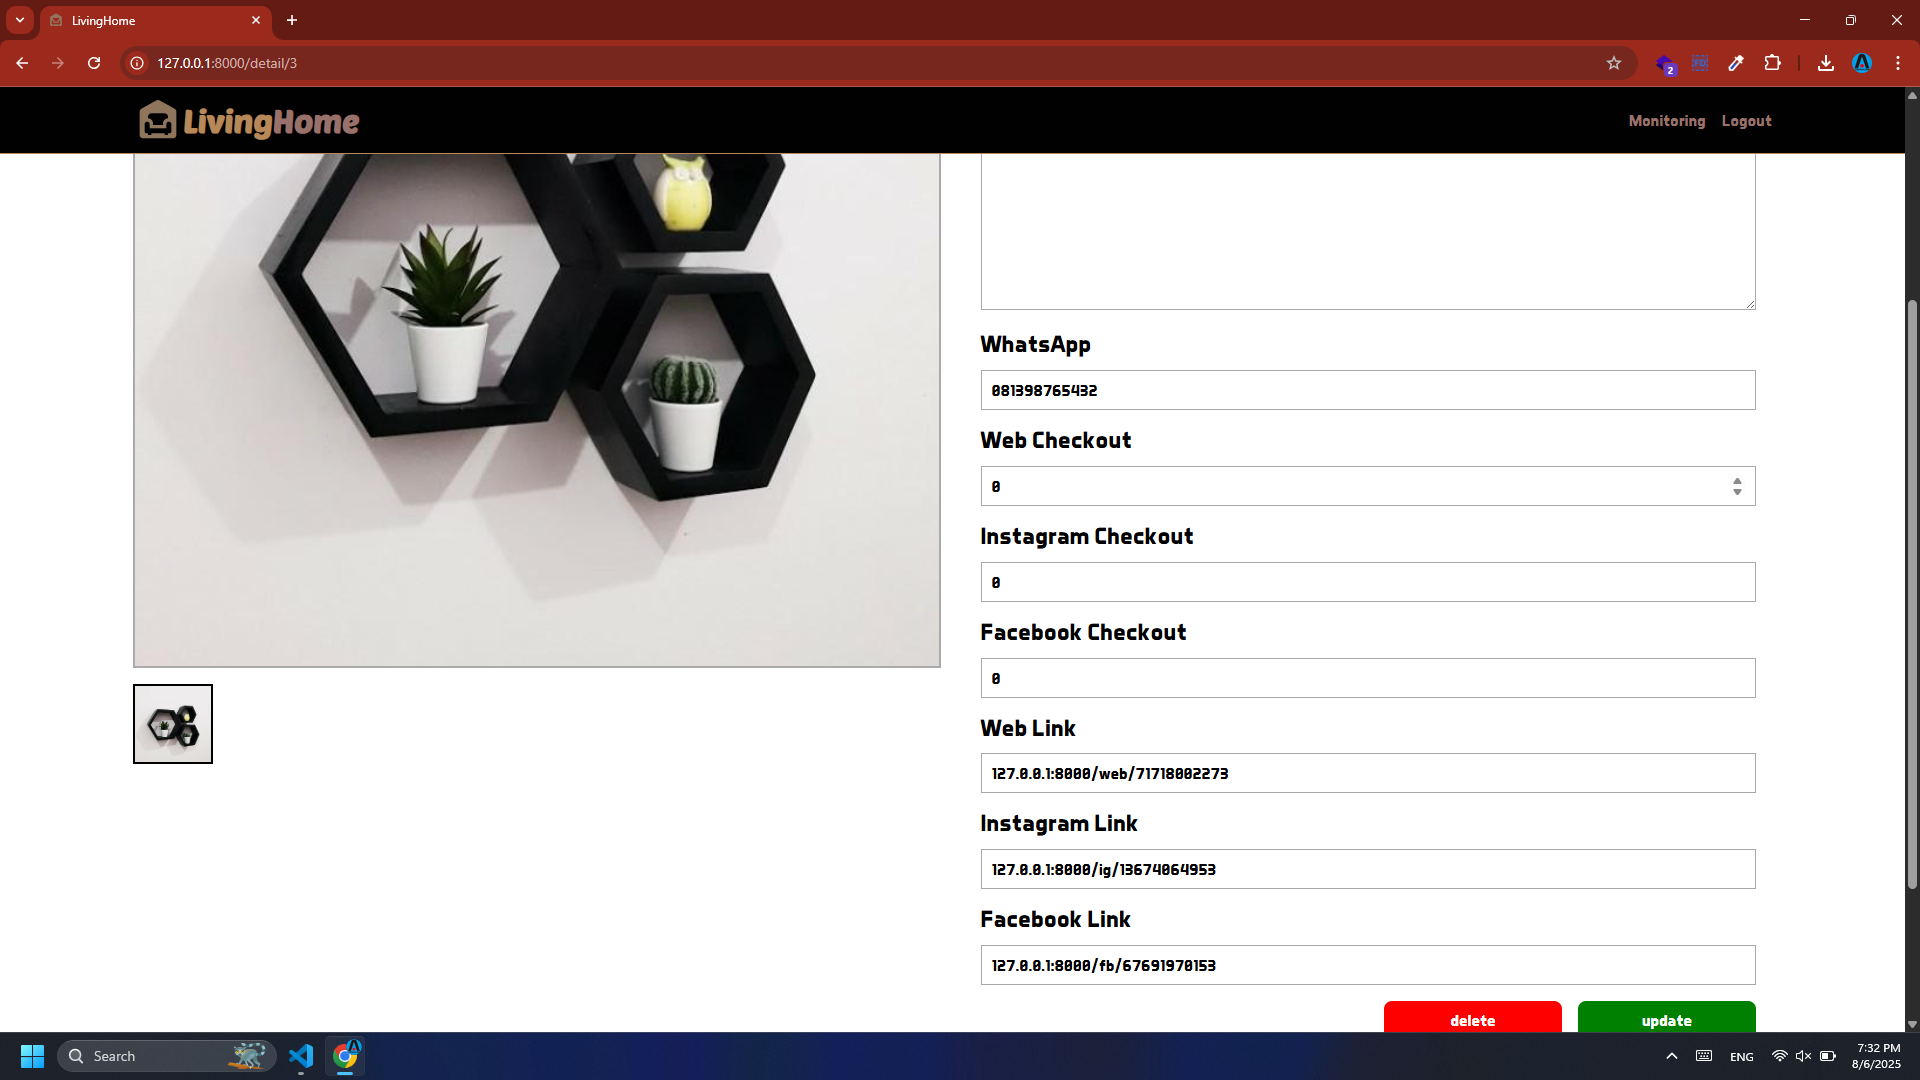 LivingHome
127.0.0.1:8000/detail/3
2
LivingHome
Monitoring Logout
WhatsApp
081398765432
Web Checkout
0
Instagram Checkout
0
Facebook Checkout
0
Web Link
127.0.0.1:8000/web/71718002273
Instagram Link
127.0.0.1:8000/ig/13674064953
Facebook Link
127.0.0.1:8000/fb/67691970153
delete update
Search
ENG
7:32 PM
8/6/2025